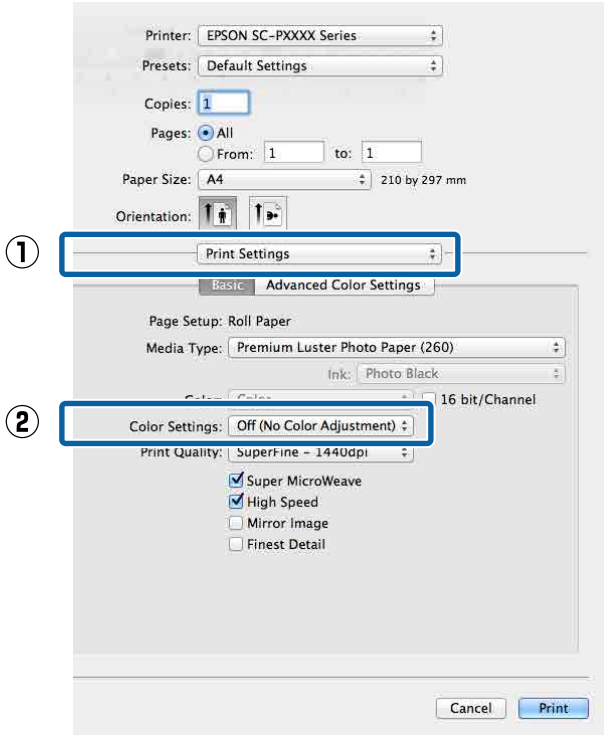 Printer: EPSON SC-PXXXX Series
Presets: Default Settings
Copies: 1
Pages: All
From: 1 to: 1
Paper Size: A4 210 by 297 mm
Orientation:
1 Print Settings
Basic Advanced Color Settings
Page Setup: Roll Paper
Media Type: Premium Luster Photo Paper (260)
Ink: Photo Black
Color: Color 16 bit/Channel
2 Color Settings: Off (No Color Adjustment)
Print Quality: SuperFine - 1440dpi
Super MicroWeave
High Speed
Mirror Image
Finest Detail
Cancel Print